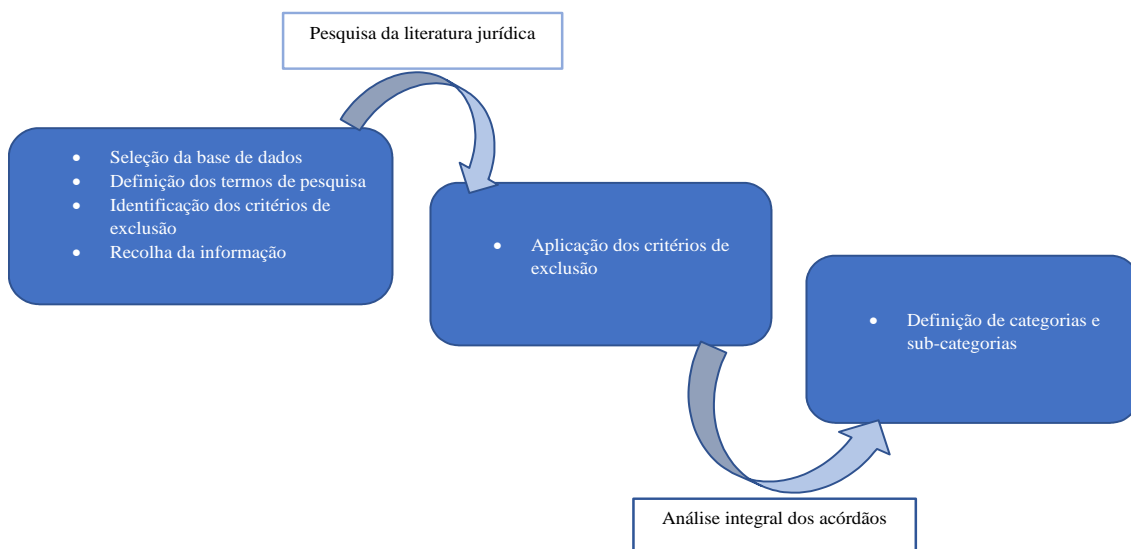 Pesquisa da literatura jurídica
• Seleção da base de dados
• Definição dos termos de pesquisa
• Identificação dos critérios de
exclusão
• Recolha da informação
• Aplicação dos critérios de
exclusão
• Definição de categorias e
sub-categorias
Análise integral dos acórdãos